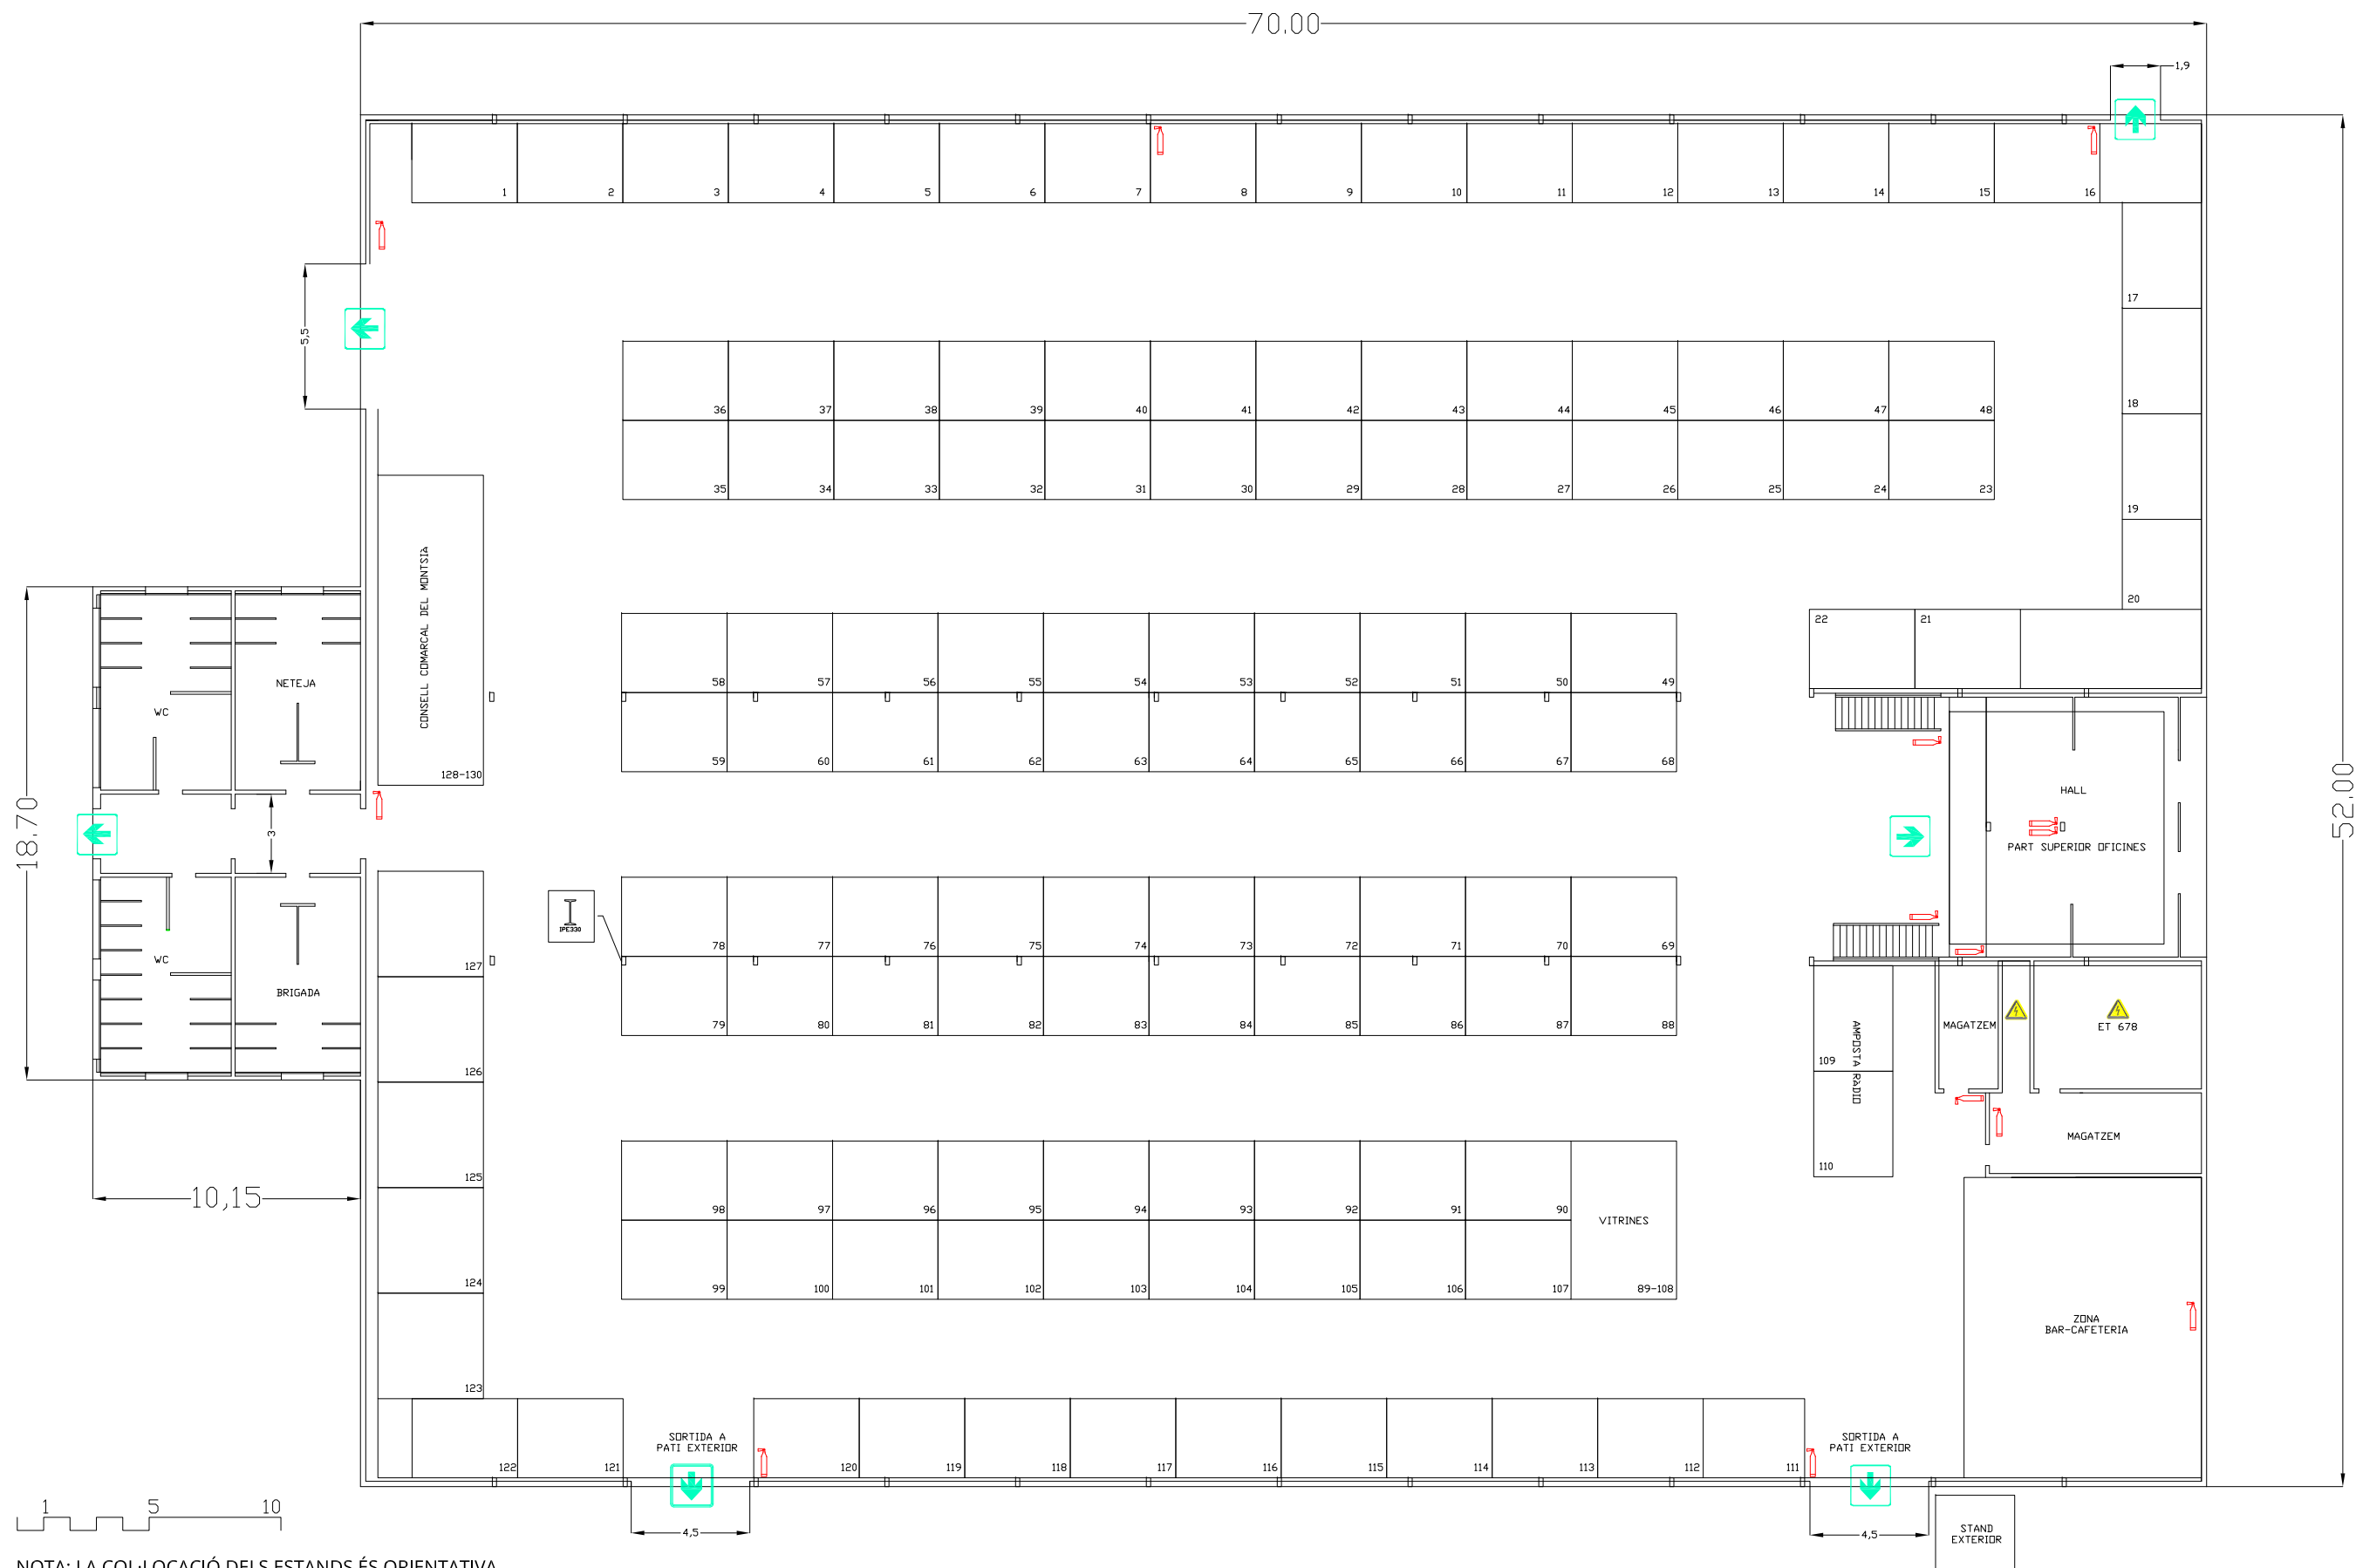 70.00
1,9
1 2 3 4 5 6 7 8 9 10 11 12 13 14 15 16
17
5,5
18
36 37 38 39 40 41 42 43 44 45 46 47 48
35 34 33 32 31 30 29 28 27 26 25 24 23
19
20
22 21
CONSELL COMARCAL DEL MONTSIÀ
128-130
58 57 56 55 54 53 52 51 50 49
59 60 61 62 63 64 65 66 67 68
NETEJA
WC
18.70
3
52.00
HALL
PART SUPERIOR OFICINES
IPE330
78 77 76 75 74 73 72 71 70 69
79 80 81 82 83 84 85 86 87 88
WC
BRIGADA
127
126
125
124
123
10,15
AMPOSTA RÀDIO
109
110
MAGATZEM
ET 678
MAGATZEM
98 97 96 95 94 93 92 91 90
VITRINES
99 100 101 102 103 104 105 106 107 89-108
ZONA
BAR-CAFETERIA
SORTIDA A
PATI EXTERIOR
SORTIDA A
PATI EXTERIOR
122 121 120 119 118 117 116 115 114 113 112 111
1 5 10
4,5
4,5
STAND
EXTERIOR
NOTA: LA COL·LOCACIÓ DELS ESTANDS ÉS ORIENTATIVA